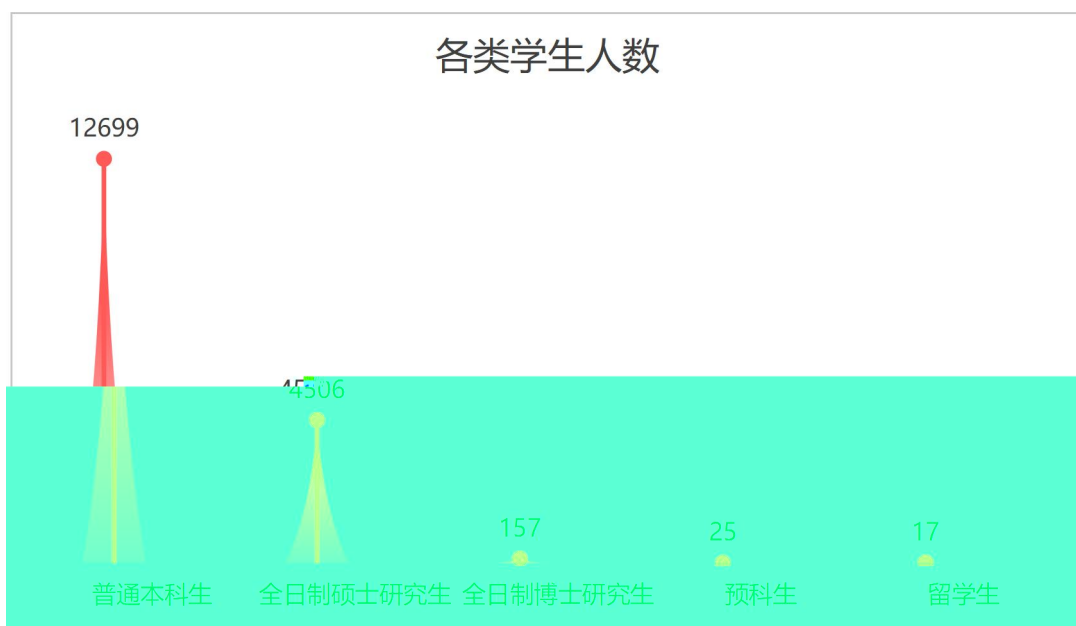 各类学生人数
12699
4506
157
25
17
普通本科生
全日制硕士研究生
全日制博士研究生
预科生
留学生